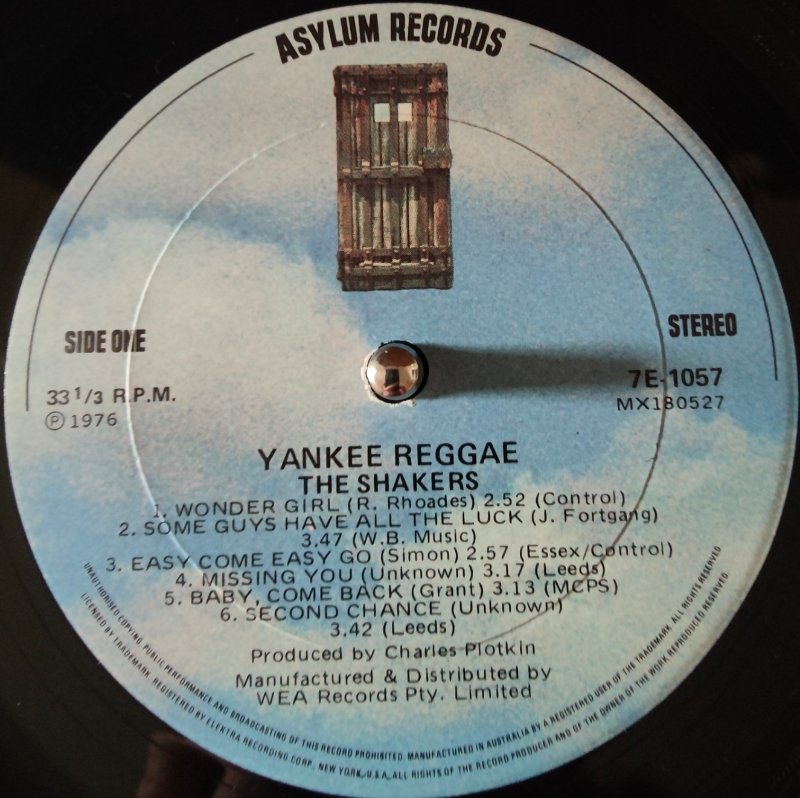 ASYLUM RECORDS
SIDE ONE
STEREO
33 1/3 R.P.M.
7E-1057
Ⓟ 1976
MX180527
YANKEE REGGAE
THE SHAKERS
1. WONDER GIRL (R. Rhoades) 2.52 (Control)
2. SOME GUYS HAVE ALL THE LUCK (J. Fortgang)
3.47 (W.B. Music)
3. EASY COME EASY GO (Simon) 2.57 (Essex/Control)
4. MISSING YOU (Unknown) 3.17 (Leeds)
5. BABY, COME BACK (Grant) 3.13 (MCPS)
6. SECOND CHANCE (Unknown)
3.42 (Leeds)
Produced by Charles Plotkin
Manufactured & Distributed by
WEA Records Pty. Limited
UNAUTHORISED COPYING, PUBLIC PERFORMANCE AND BROADCASTING OF THIS RECORD PROHIBITED. MANUFACTURED IN AUSTRALIA BY A REGISTERED USER OF THE TRADEMARK. ALL RIGHTS RESERVED
LICENSED BY TRADEMARK. REGISTERED BY ELEKTRA RECORDING CORP. NEW YORK, U.S.A., ALL RIGHTS OF THE RECORD PRODUCER AND OF THE OWNER OF THE WORK REPRODUCED RESERVED.